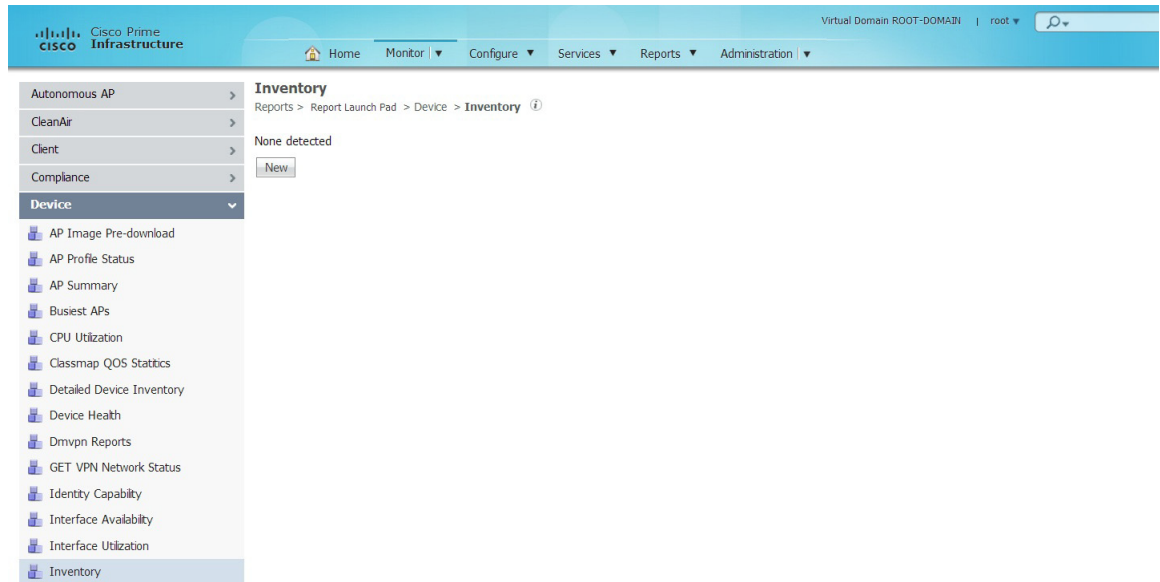 Virtual Domain ROOT-DOMAIN | root
Cisco Prime
CISCO Infrastructure
Home Monitor Configure Services Reports Administration
Autonomous AP
CleanAir
Client
Compliance
Device
AP Image Pre-download
AP Profile Status
AP Summary
Busiest APs
CPU Utilization
Classmap QOS Statitics
Detailed Device Inventory
Device Health
Dmvpn Reports
GET VPN Network Status
Identity Capability
Interface Availability
Interface Utilization
Inventory
Inventory
Reports > Report Launch Pad > Device > Inventory i
None detected
New